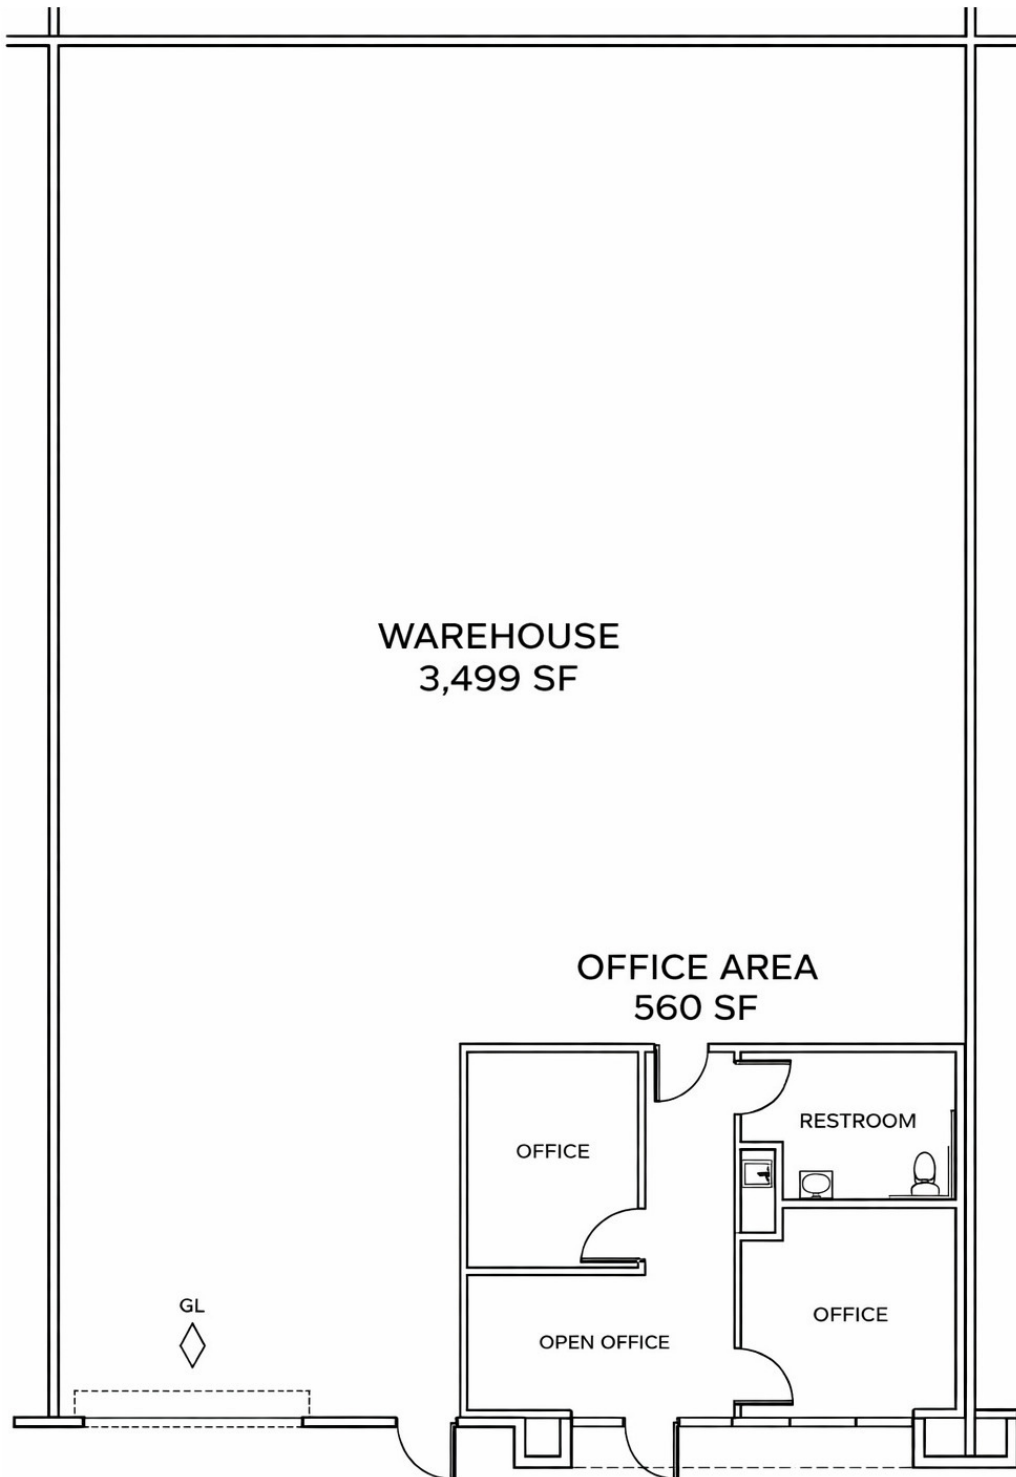 WAREHOUSE
3,499 SF
OFFICE AREA
560 SF
RESTROOM
OFFICE
GL
OFFICE
OPEN OFFICE